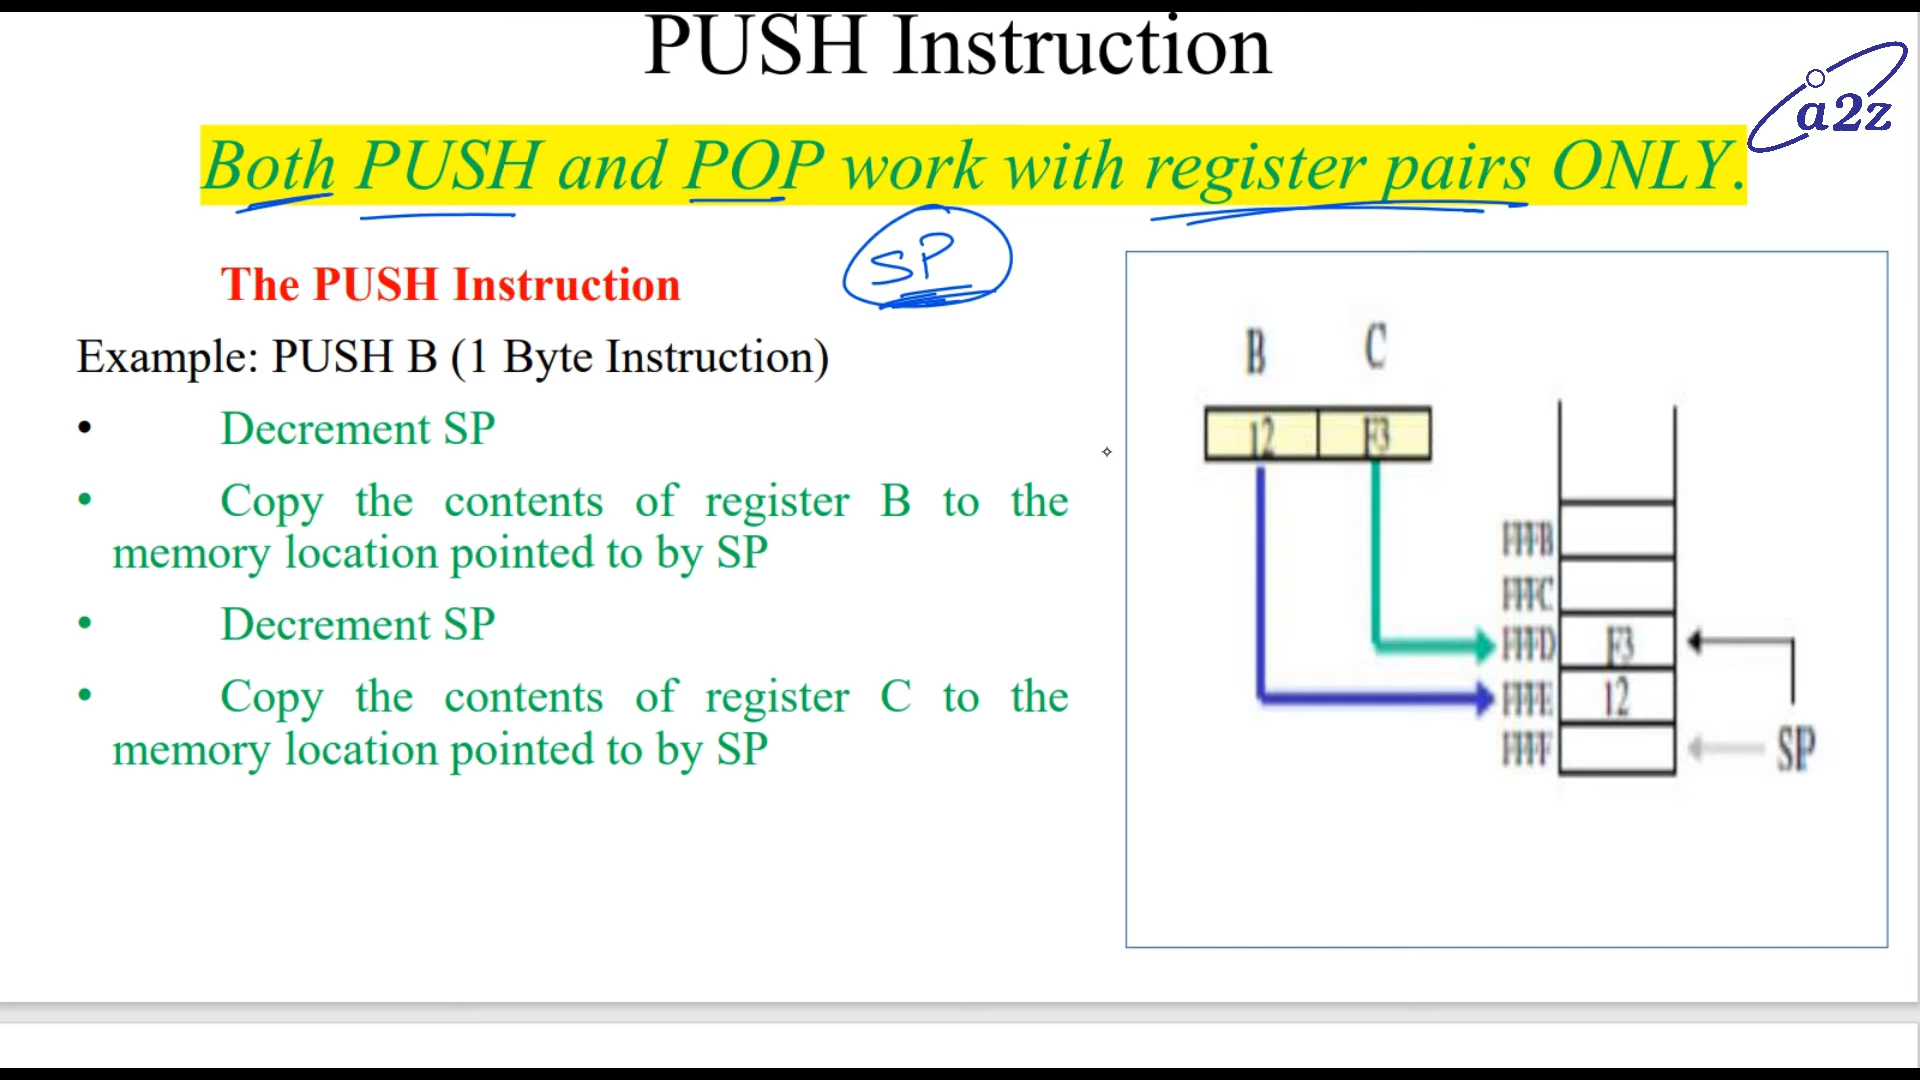 PUSH Instruction
a2z
Both PUSH and POP work with register pairs ONLY.
SP
The PUSH Instruction
Example: PUSH B (1 Byte Instruction)
• Decrement SP
• Copy the contents of register B to the
memory location pointed to by SP
• Decrement SP
• Copy the contents of register C to the
memory location pointed to by SP
B C
12 F3
FFFB
FFFC
FFFD F3
FFFE 12
FFFF SP